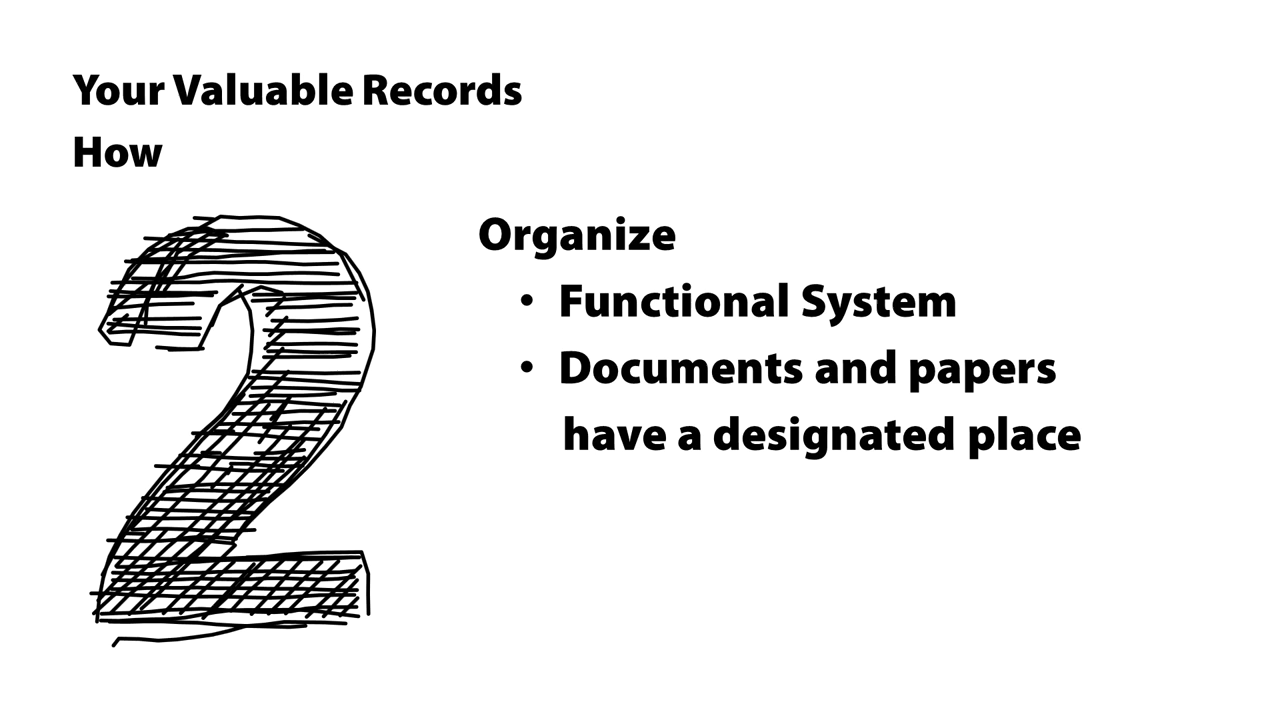 Your Valuable Records
How
2
Organize
• Functional System
• Documents and papers
have a designated place